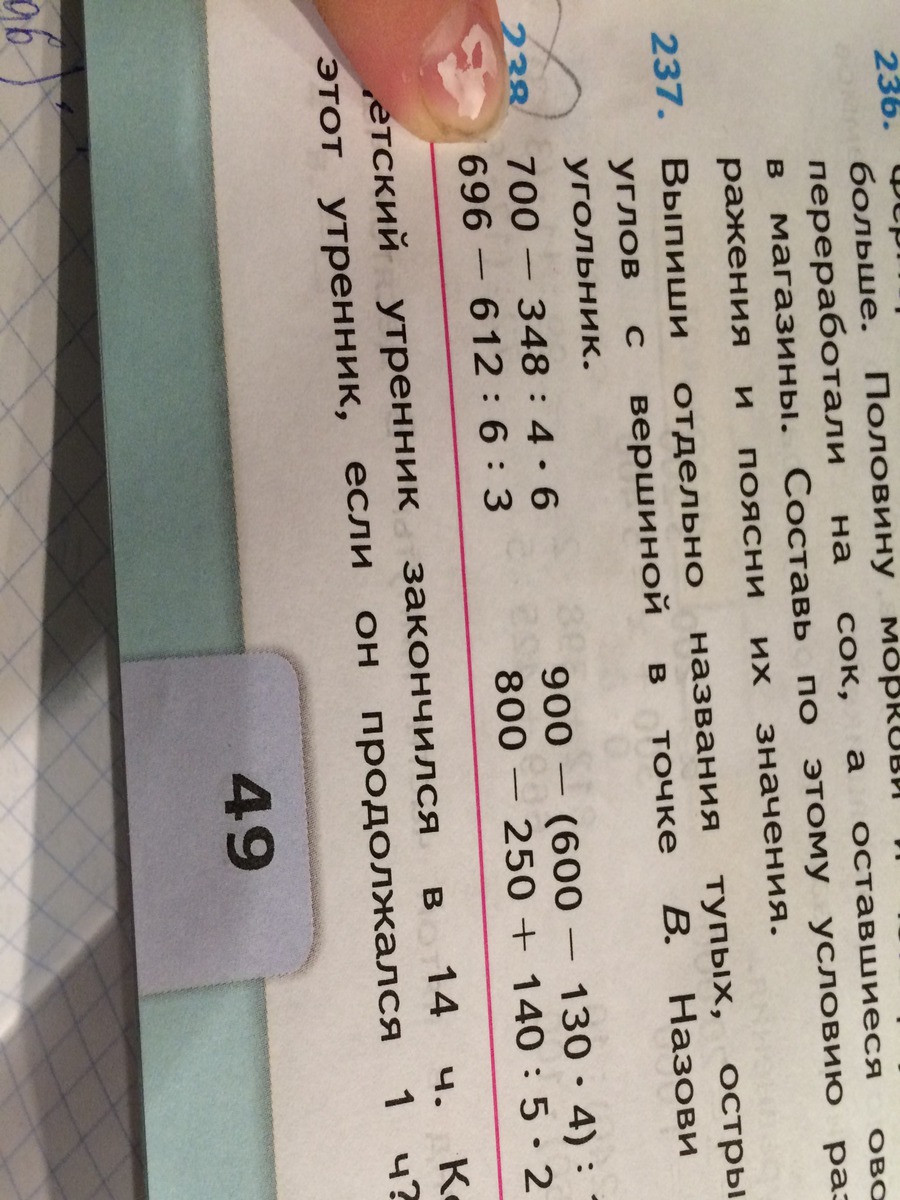 236.
больше. Половину моркови и
переработали на сок, а оставшиеся
в магазины. Составь по этому условию
ражения и поясни их значения.
237. Выпиши отдельно названия тупых,
углов с вершиной в точке B. Назови
угольник.
238 700 − 348 : 4 · 6 900 − (600 − 130 · 4) :
696 − 612 : 6 : 3 800 − 250 + 140 : 5 · 2
утренник закончился в 14 ч.
этот утренник, если он продолжался 1 ч?
49